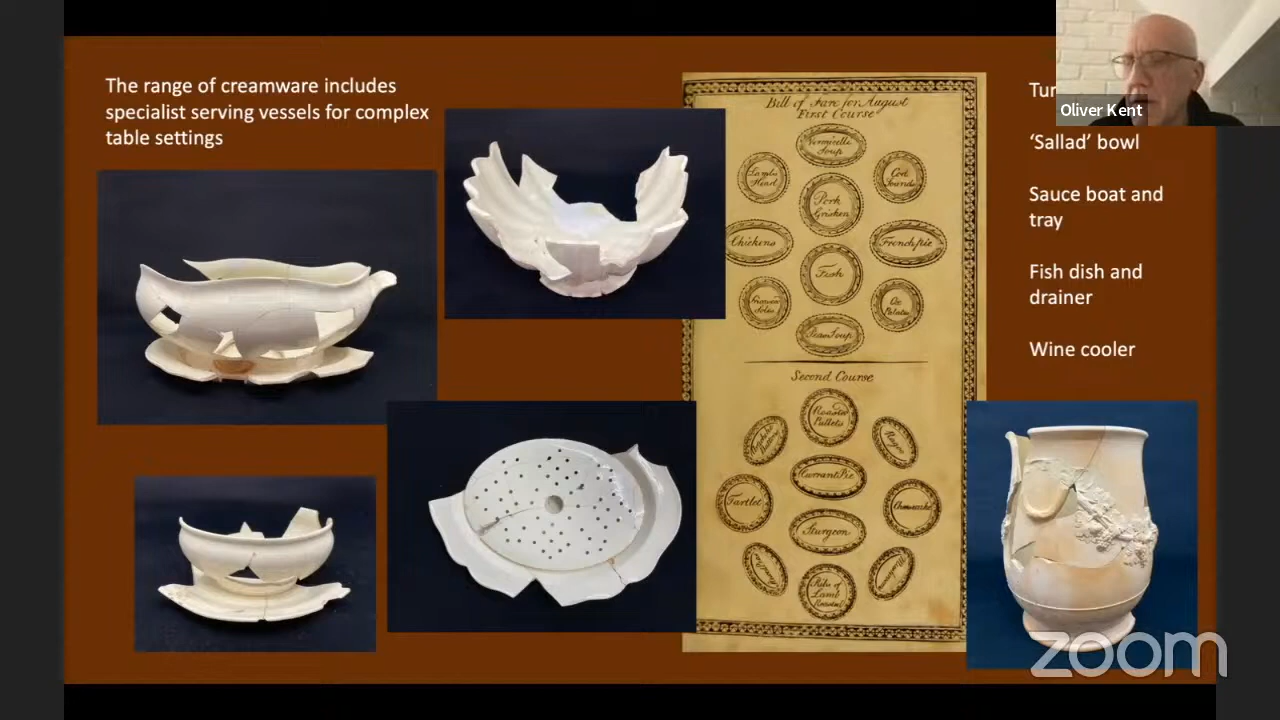 The range of creamware includes
specialist serving vessels for complex
table settings
Bill of Fare for August
First Course
Vermicelli
Soup
Lambs
Head
Cod
Sounds
Pork
Grisken
Chickens
French pie
Fish
Ox
Palates
Pease Soup
Second Course
Roasted
Pullets
Currant Pie
Tartlet
Cheesecake
Sturgeon
Ribs of
Lamb
Roasted
Oliver Kent
‘Sallad’ bowl
Sauce boat and
tray
Fish dish and
drainer
Wine cooler
zoom